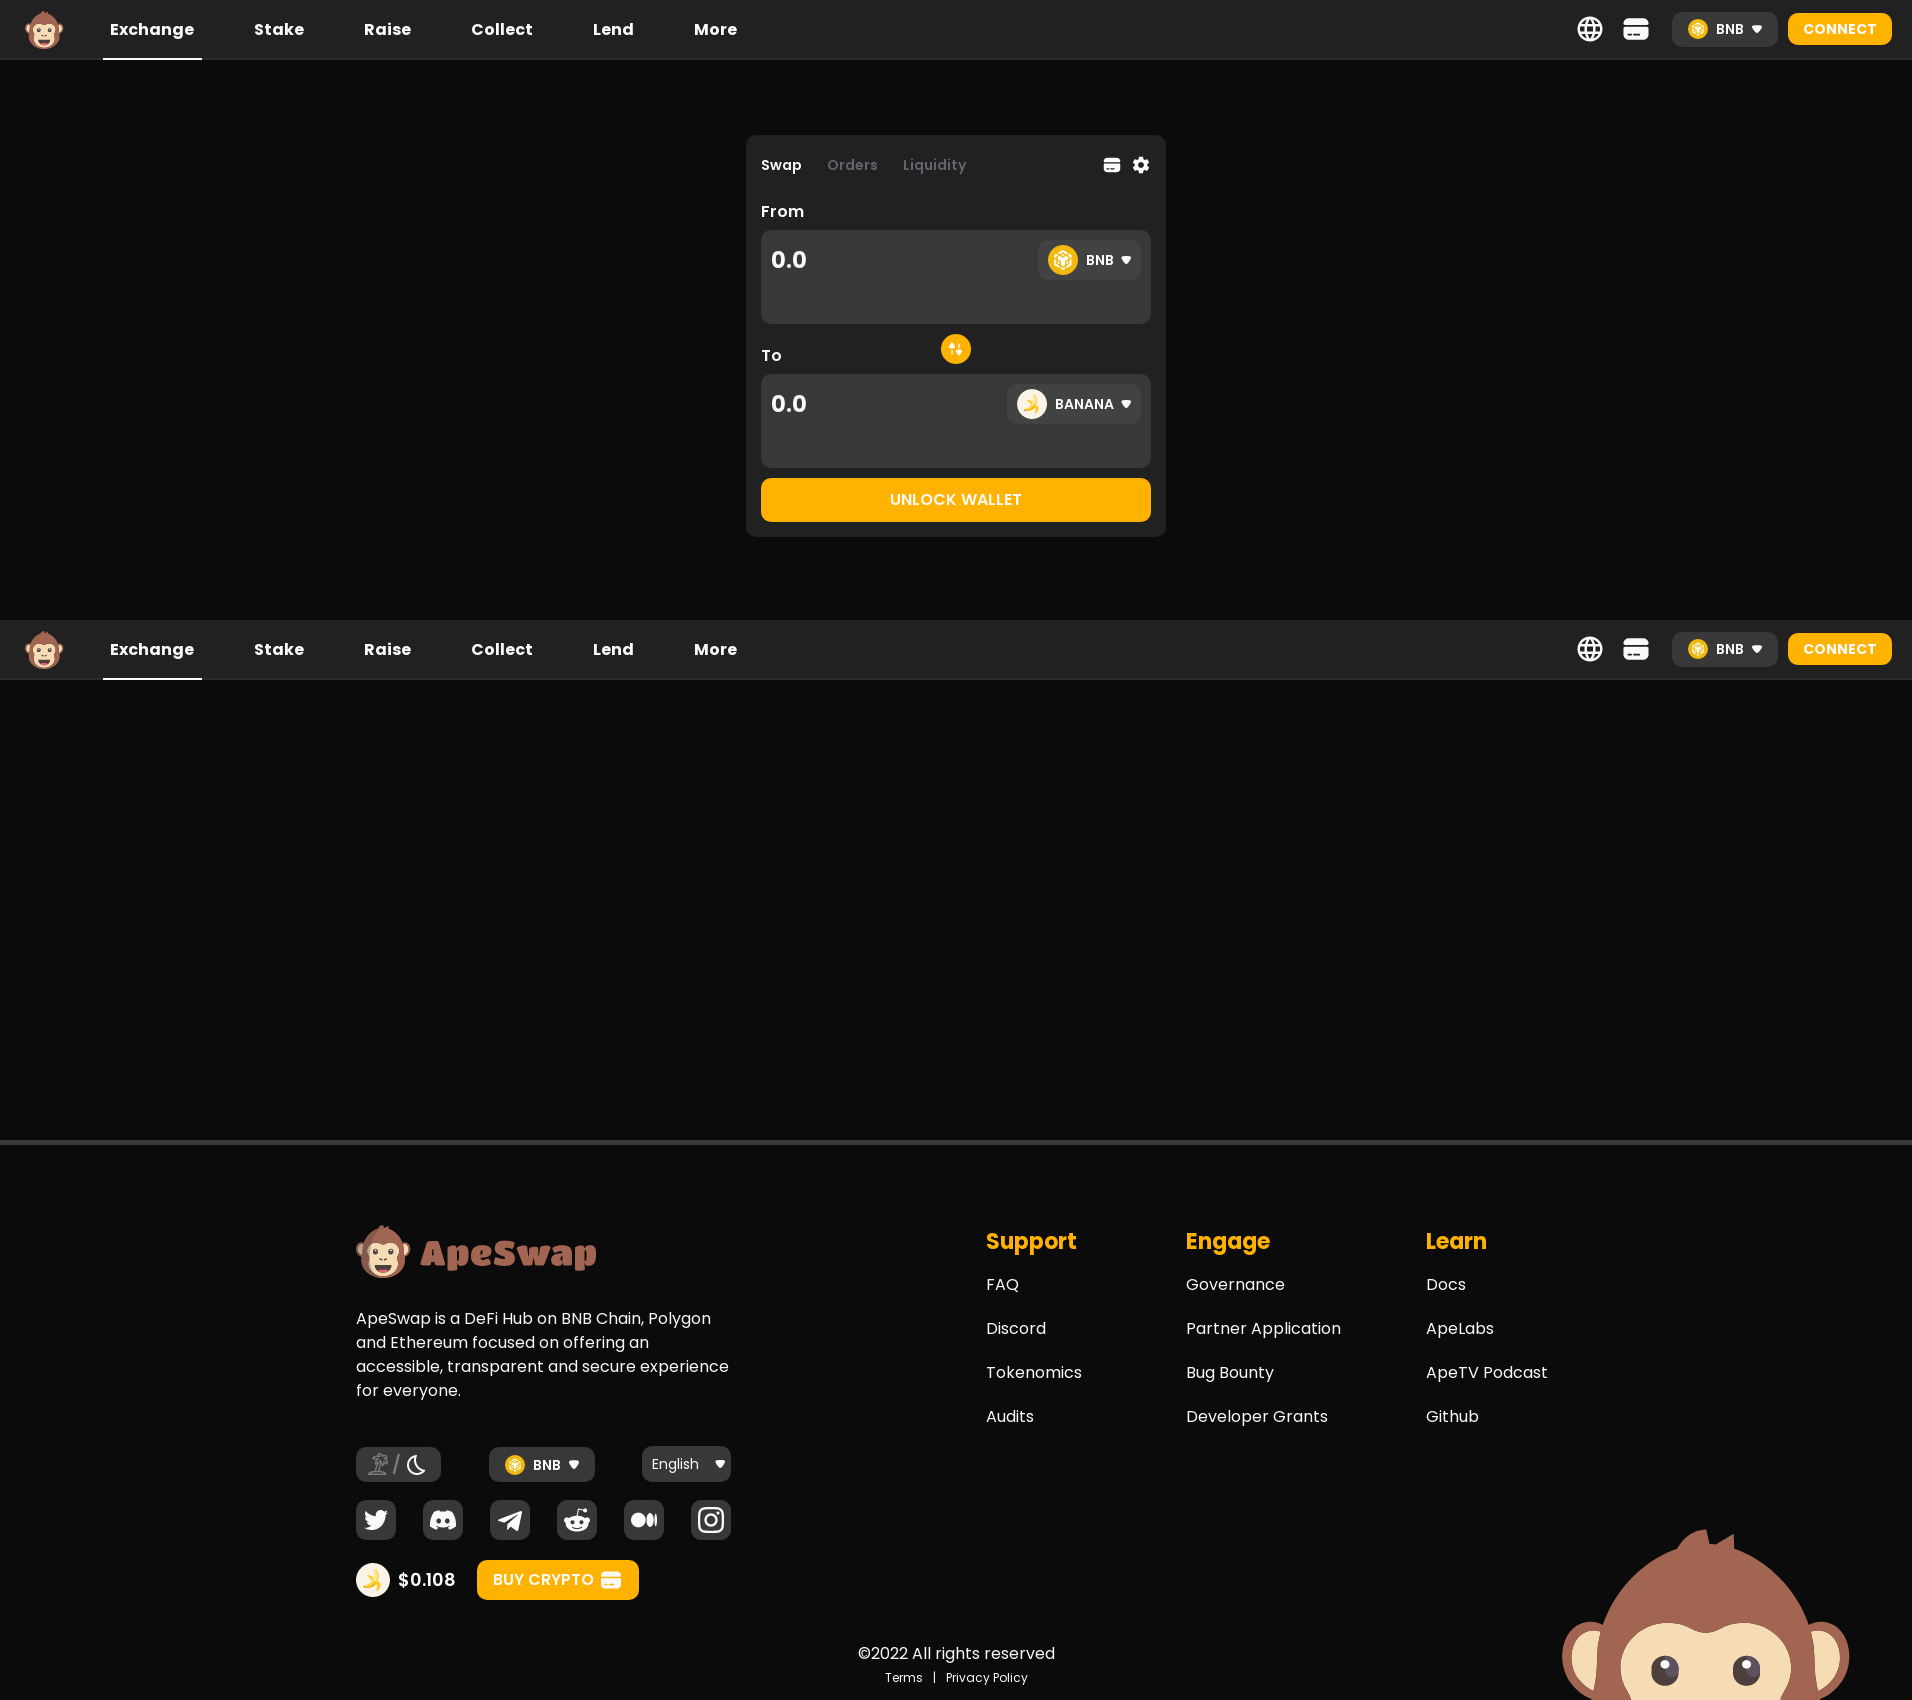 Exchange Stake Raise Collect Lend More BNB CONNECT
Swap Orders Liquidity
From
0.0 BNB
To
0.0 BANANA
UNLOCK WALLET
Exchange Stake Raise Collect Lend More BNB CONNECT
ApeSwap
ApeSwap is a DeFi Hub on BNB Chain, Polygon
and Ethereum focused on offering an
accessible, transparent and secure experience
for everyone.
/ BNB English
$0.108 BUY CRYPTO
Support
FAQ
Discord
Tokenomics
Audits
Engage
Governance
Partner Application
Bug Bounty
Developer Grants
Learn
Docs
ApeLabs
ApeTV Podcast
Github
©2022 All rights reserved
Terms | Privacy Policy